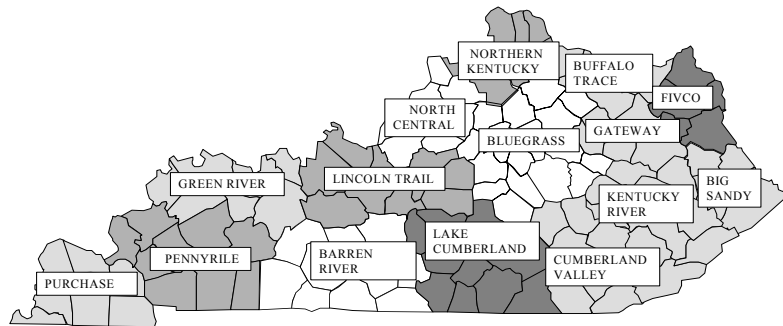 NORTHERN
KENTUCKY
BUFFALO
TRACE
FIVCO
NORTH
CENTRAL
GATEWAY
BLUEGRASS
GREEN RIVER
LINCOLN TRAIL
KENTUCKY
RIVER
BIG
SANDY
LAKE
CUMBERLAND
BARREN
RIVER
PENNYRILE
CUMBERLAND
VALLEY
PURCHASE